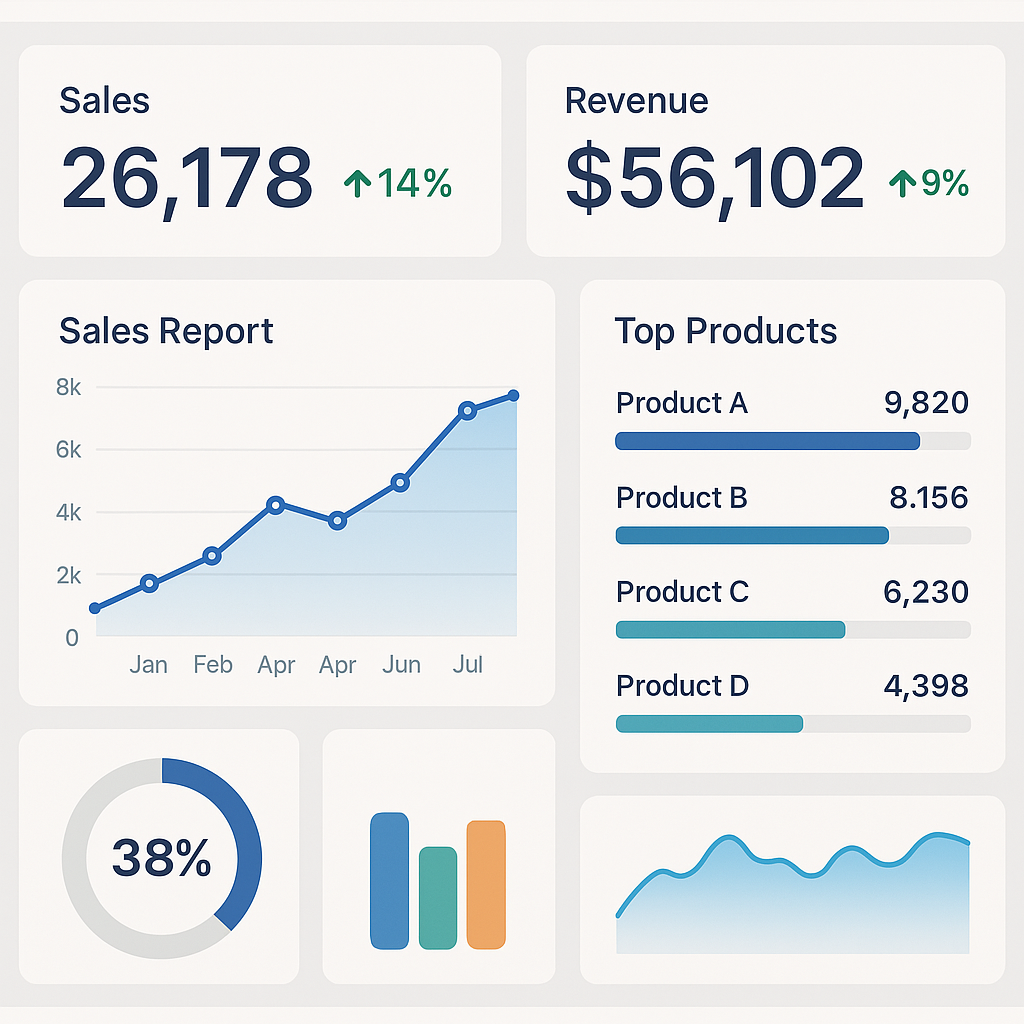 Sales
26,178 ↑14%
Revenue
$56,102 ↑9%
Sales Report
8k
6k
4k
2k
0
Jan Feb Apr Apr Jun Jul
Top Products
Product A 9,820
Product B 8.156
Product C 6,230
Product D 4,398
38%